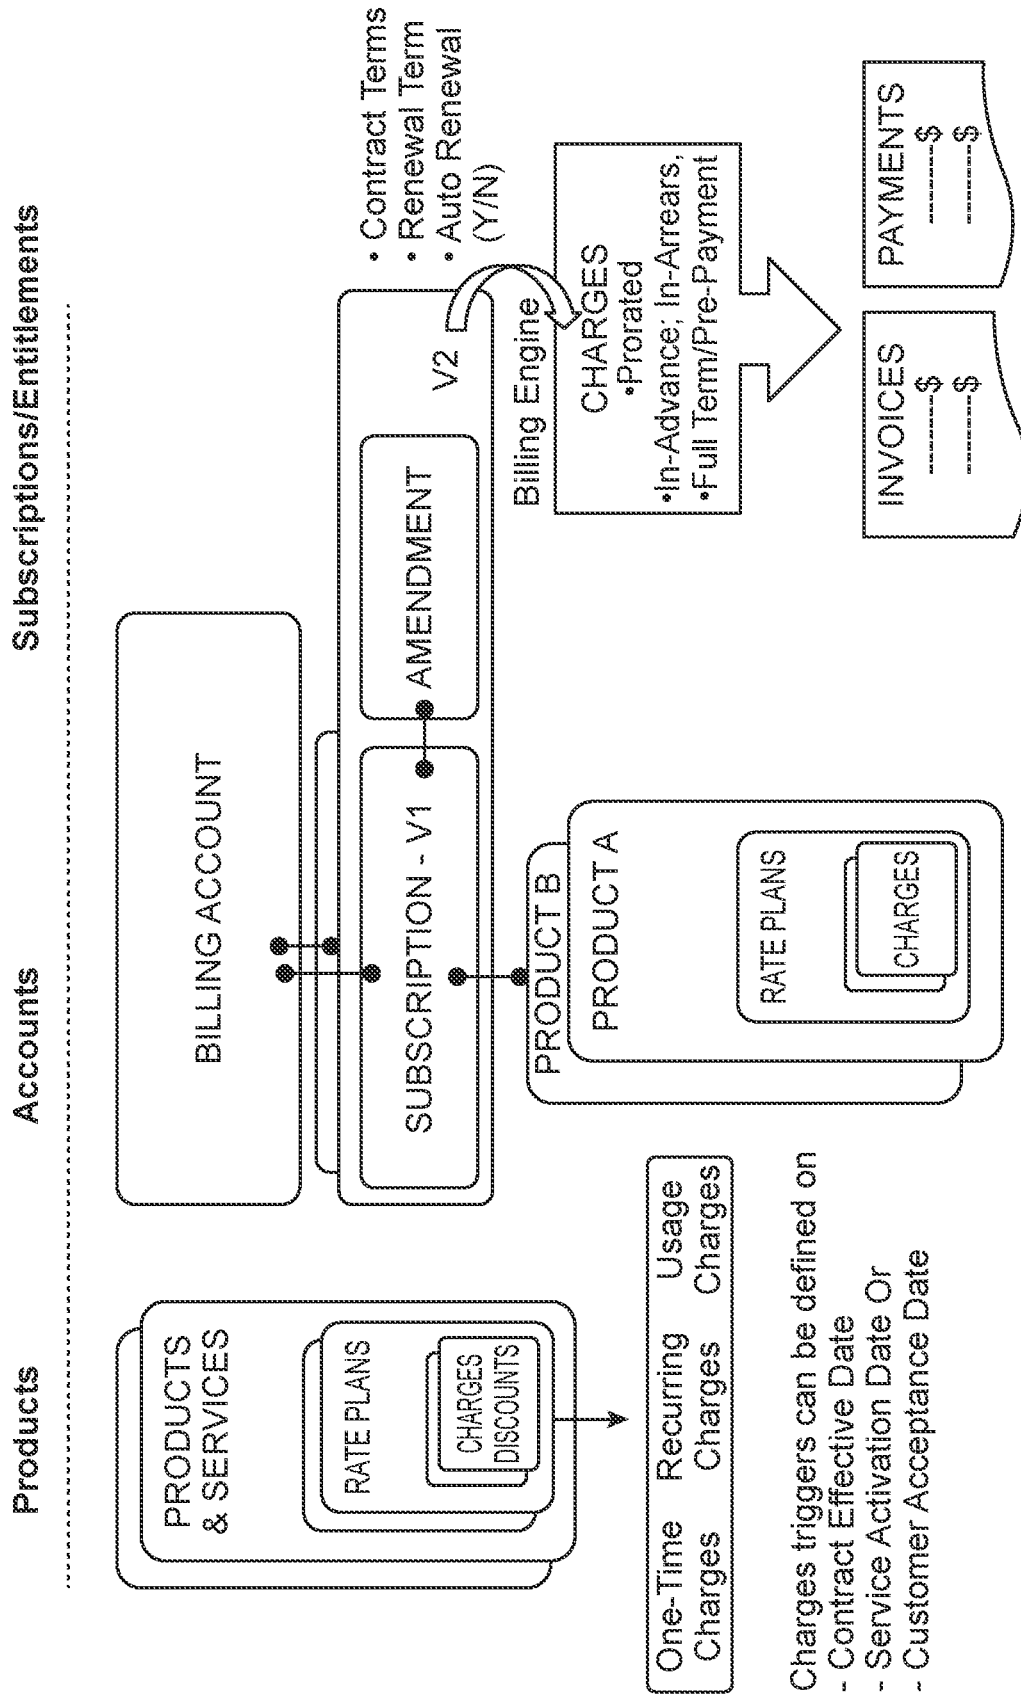 Products
Accounts
Subscriptions/Entitlements
PRODUCTS
& SERVICES
RATE PLANS
CHARGES
DISCOUNTS
One-Time Recurring Usage
Charges Charges Charges
Charges triggers can be defined on
- Contract Effective Date
- Service Activation Date Or
- Customer Acceptance Date
BILLING ACCOUNT
SUBSCRIPTION - V1
AMENDMENT
V2
PRODUCT B
PRODUCT A
RATE PLANS
CHARGES
• Contract Terms
• Renewal Term
• Auto Renewal
(Y/N)
Billing Engine
CHARGES
•Prorated
•In-Advance; In-Arrears,
•Full Term/Pre-Payment
INVOICES
--------$
--------$
PAYMENTS
--------$
--------$